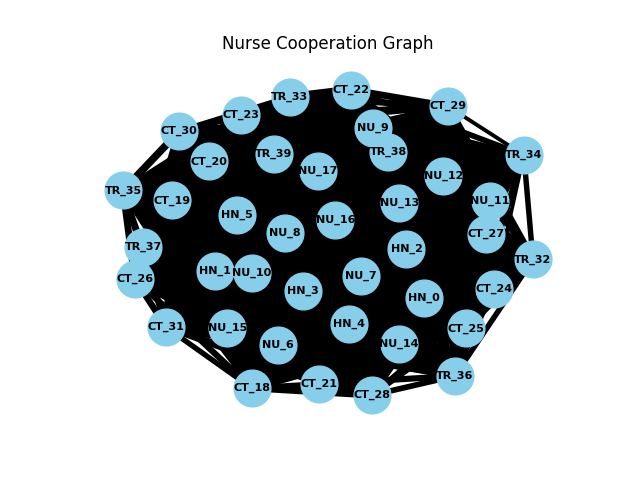 Nurse Cooperation Graph
CT_22
TR_33
CT_29
CT_23
NU_9
CT_30
TR_38
TR_39
TR_34
CT_20
NU_17
NU_12
TR_35
CT_19
NU_11
NU_13
HN_5
NU_16
NU_8
CT_27
TR_37
HN_2
TR_32
HN_1
NU_10
NU_7
CT_26
CT_24
HN_3
HN_0
HN_4
CT_31
NU_15
CT_25
NU_6
NU_14
TR_36
CT_21
CT_18
CT_28